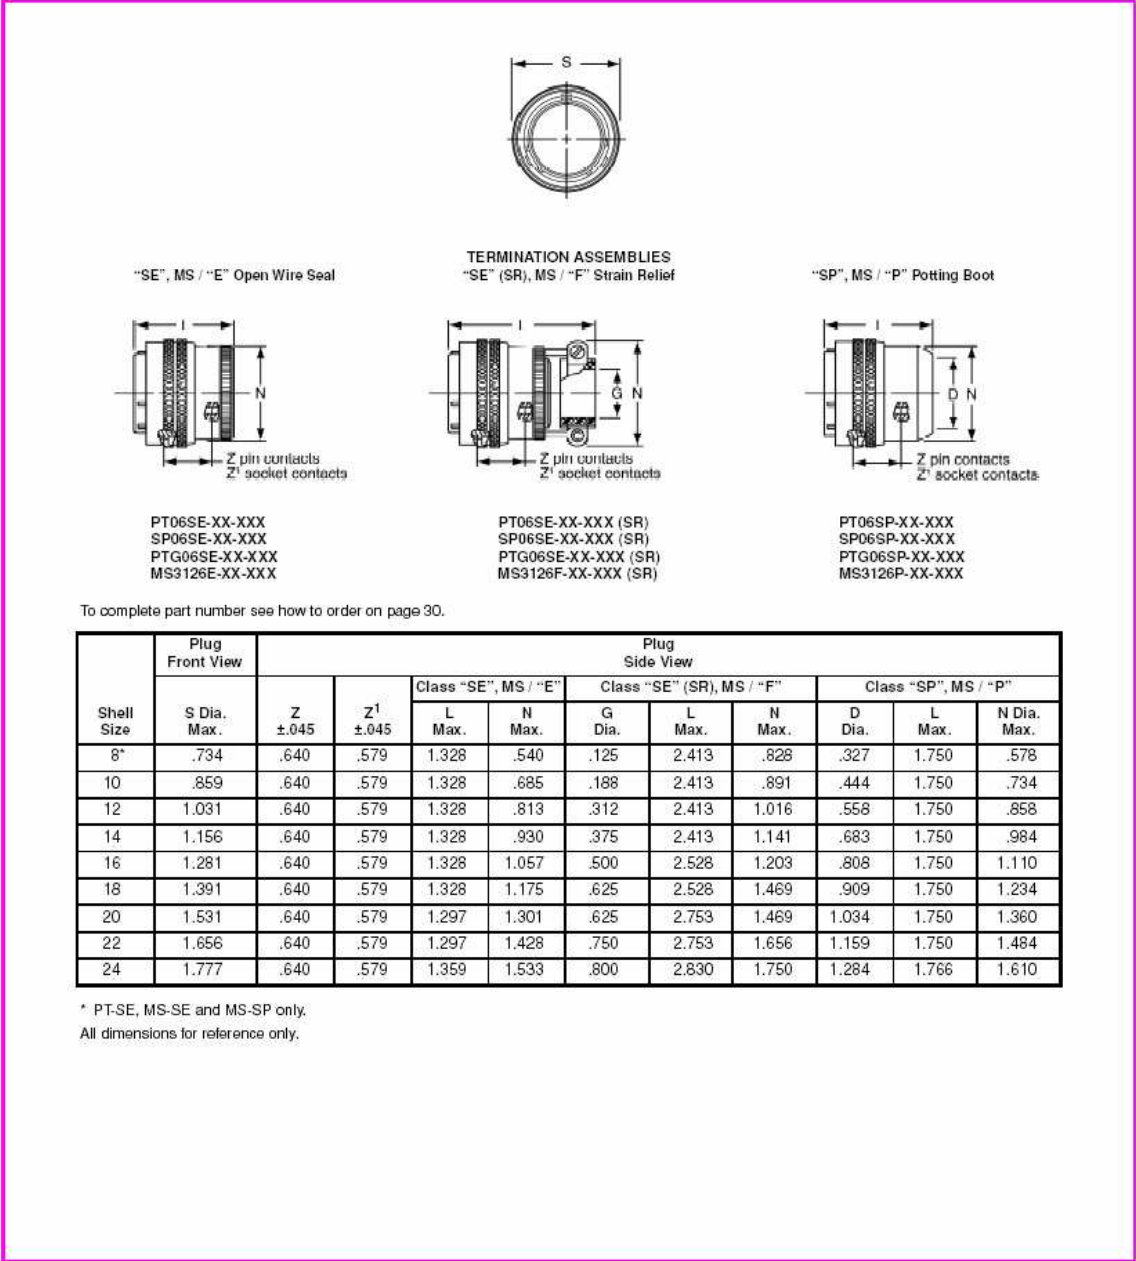 S
TERMINATION ASSEMBLIES
"SE", MS / "E" Open Wire Seal
"SE" (SR), MS / "F" Strain Relief
"SP", MS / "P" Potting Boot
L
N
Z pin contacts
Z¹ socket contacts
L
G N
Z pin contacts
Z¹ socket contacts
L
D N
Z pin contacts
Z¹ socket contacts
PT06SE-XX-XXX
SP06SE-XX-XXX
PTG06SE-XX-XXX
MS3126E-XX-XXX
PT06SE-XX-XXX (SR)
SP06SE-XX-XXX (SR)
PTG06SE-XX-XXX (SR)
MS3126F-XX-XXX (SR)
PT06SP-XX-XXX
SP06SP-XX-XXX
PTG06SP-XX-XXX
MS3126P-XX-XXX
To complete part number see how to order on page 30.
Plug Front View Plug Side View
Class "SE", MS / "E" Class "SE" (SR), MS / "F" Class "SP", MS / "P"
Shell Size S Dia. Max. Z ±.045 Z¹ ±.045 L Max. N Max. G Dia. L Max. N Max. D Dia. L Max. N Dia. Max.
8* .734 .640 .579 1.328 .540 .125 2.413 .828 .327 1.750 .578
10 .859 .640 .579 1.328 .685 .188 2.413 .891 .444 1.750 .734
12 1.031 .640 .579 1.328 .813 .312 2.413 1.016 .558 1.750 .858
14 1.156 .640 .579 1.328 .930 .375 2.413 1.141 .683 1.750 .984
16 1.281 .640 .579 1.328 1.057 .500 2.528 1.203 .808 1.750 1.110
18 1.391 .640 .579 1.328 1.175 .625 2.528 1.469 .909 1.750 1.234
20 1.531 .640 .579 1.297 1.301 .625 2.753 1.469 1.034 1.750 1.360
22 1.656 .640 .579 1.297 1.428 .750 2.753 1.656 1.159 1.750 1.484
24 1.777 .640 .579 1.359 1.533 .800 2.830 1.750 1.284 1.766 1.610
* PT-SE, MS-SE and MS-SP only.
All dimensions for reference only.